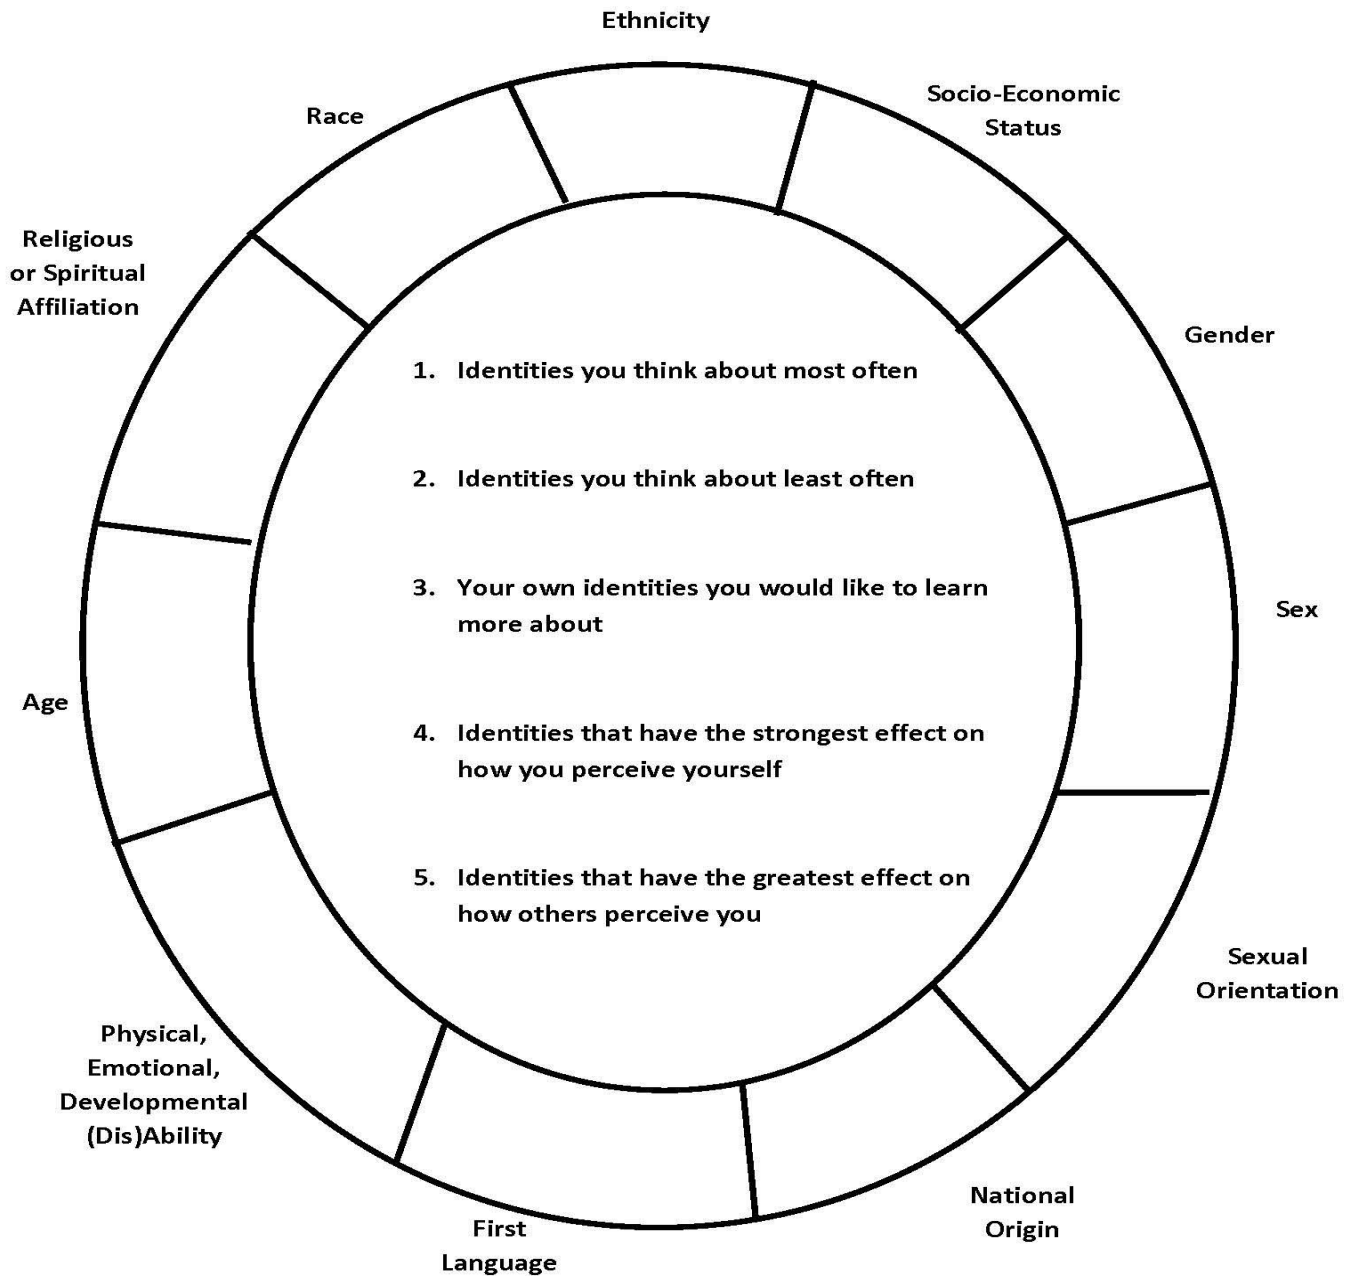 Ethnicity
Socio-Economic
Status
Race
Religious
or Spiritual
Affiliation
Gender
1. Identities you think about most often
2. Identities you think about least often
3. Your own identities you would like to learn
more about
Sex
Age
4. Identities that have the strongest effect on
how you perceive yourself
5. Identities that have the greatest effect on
how others perceive you
Sexual
Orientation
Physical,
Emotional,
Developmental
(Dis)Ability
National
Origin
First
Language